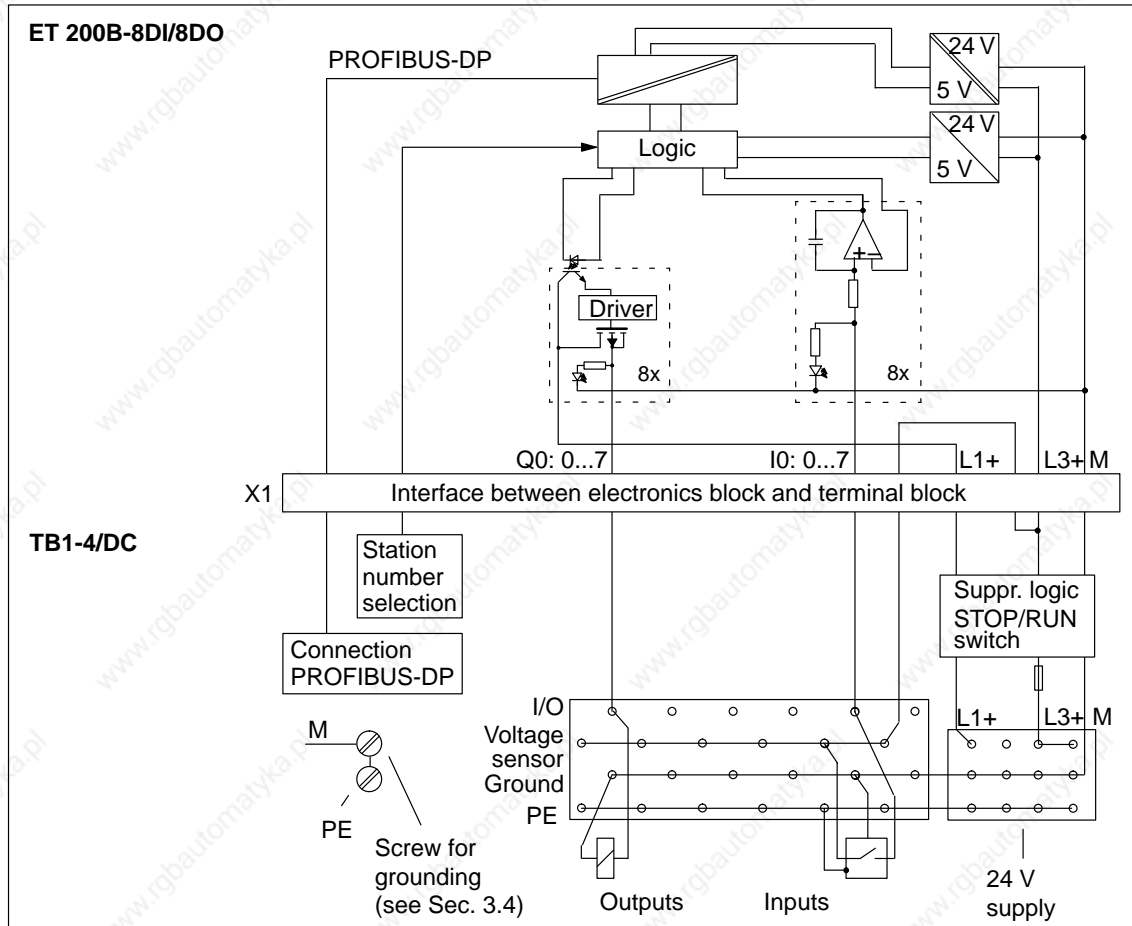 ET 200B-8DI/8DO
PROFIBUS-DP
24 V
5 V
24 V
5 V
Logic
+ −
Driver
8x
8x
Q0: 0...7
I0: 0...7
L1+
L3+ M
X1
Interface between electronics block and terminal block
TB1-4/DC
Station
number
selection
Suppr. logic
STOP/RUN
switch
Connection
PROFIBUS-DP
I/O
L1+
L3+ M
M
Voltage
sensor
Ground
PE
PE
Screw for
grounding
(see Sec. 3.4)
Outputs
Inputs
24 V
supply
www.rgbautomatyka.pl